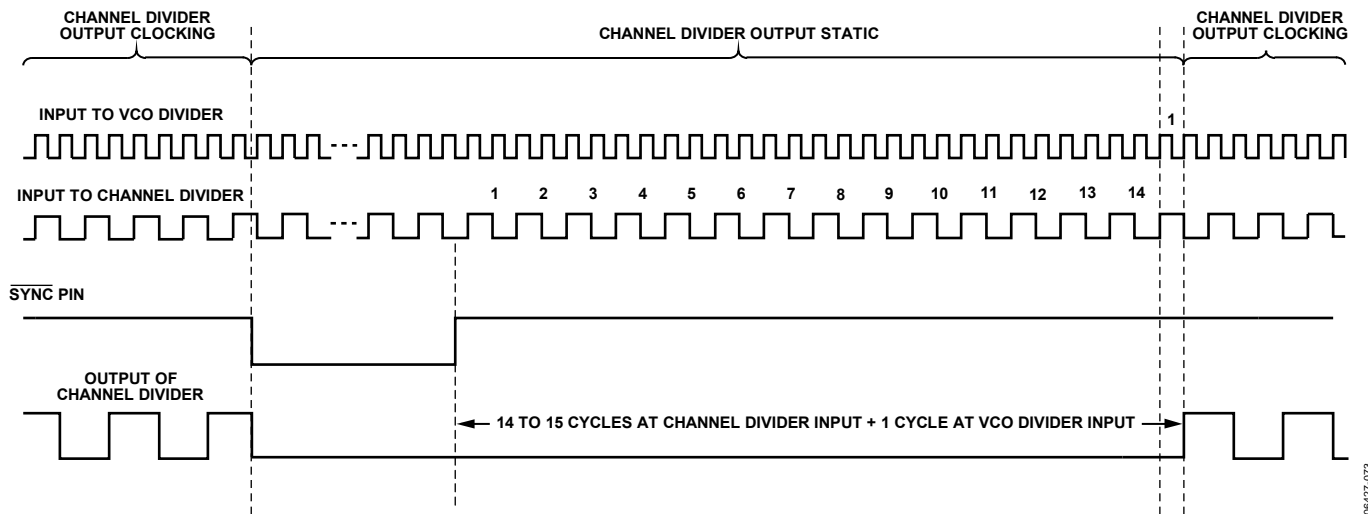 CHANNEL DIVIDER
OUTPUT CLOCKING
CHANNEL DIVIDER OUTPUT STATIC
CHANNEL DIVIDER
OUTPUT CLOCKING
INPUT TO VCO DIVIDER
1
INPUT TO CHANNEL DIVIDER
1 2 3 4 5 6 7 8 9 10 11 12 13 14
SYNC PIN
OUTPUT OF
CHANNEL DIVIDER
14 TO 15 CYCLES AT CHANNEL DIVIDER INPUT + 1 CYCLE AT VCO DIVIDER INPUT
06427-073